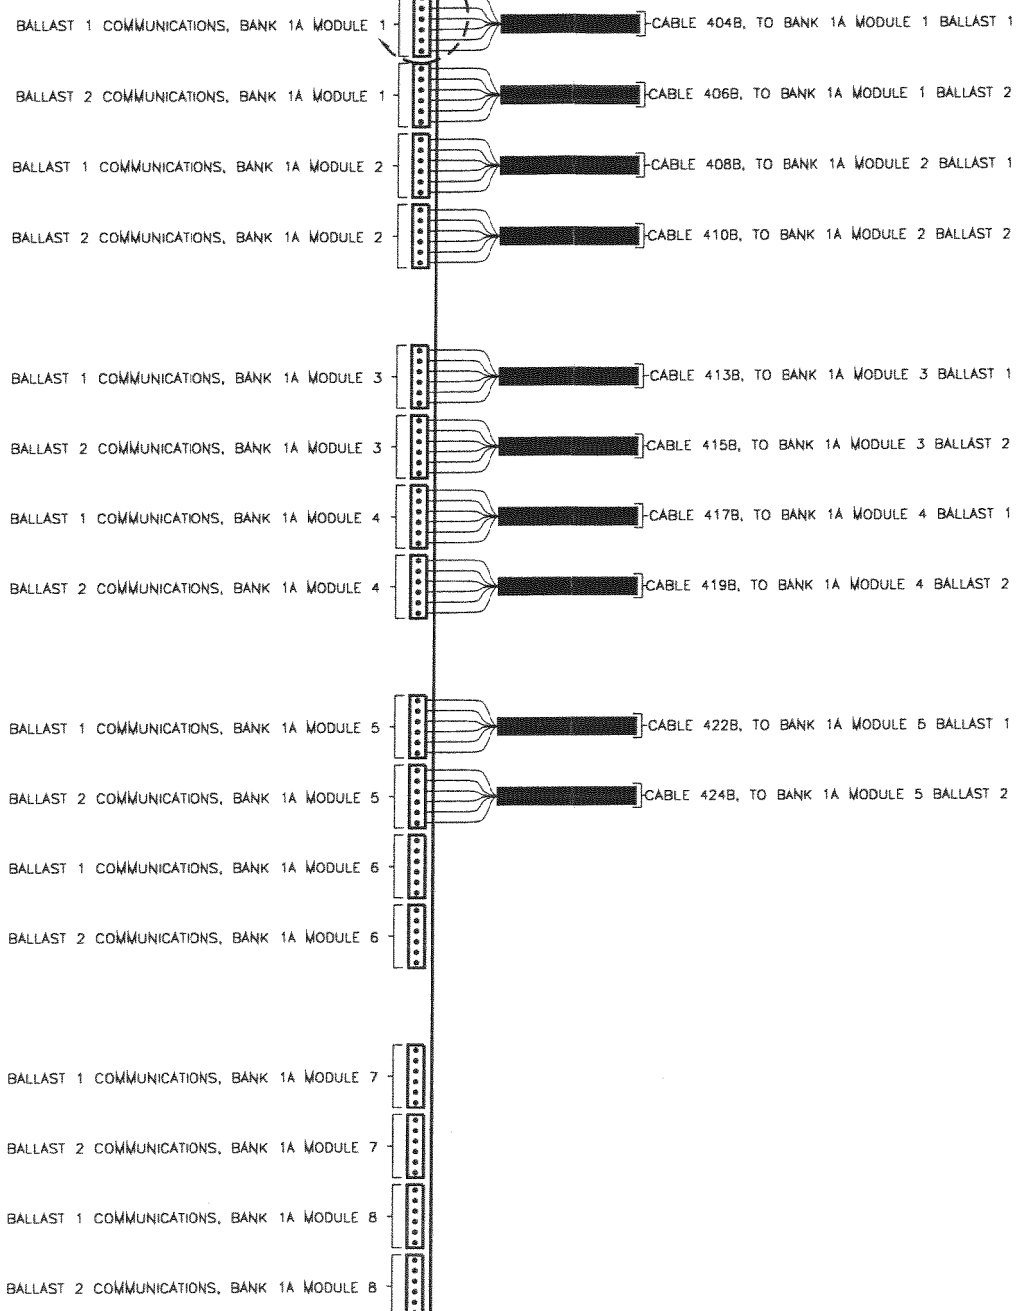 BALLAST 1 COMMUNICATIONS, BANK 1A MODULE 1 CABLE 404B, TO BANK 1A MODULE 1 BALLAST 1
BALLAST 2 COMMUNICATIONS, BANK 1A MODULE 1 CABLE 406B, TO BANK 1A MODULE 1 BALLAST 2
BALLAST 1 COMMUNICATIONS, BANK 1A MODULE 2 CABLE 408B, TO BANK 1A MODULE 2 BALLAST 1
BALLAST 2 COMMUNICATIONS, BANK 1A MODULE 2 CABLE 410B, TO BANK 1A MODULE 2 BALLAST 2
BALLAST 1 COMMUNICATIONS, BANK 1A MODULE 3 CABLE 413B, TO BANK 1A MODULE 3 BALLAST 1
BALLAST 2 COMMUNICATIONS, BANK 1A MODULE 3 CABLE 415B, TO BANK 1A MODULE 3 BALLAST 2
BALLAST 1 COMMUNICATIONS, BANK 1A MODULE 4 CABLE 417B, TO BANK 1A MODULE 4 BALLAST 1
BALLAST 2 COMMUNICATIONS, BANK 1A MODULE 4 CABLE 419B, TO BANK 1A MODULE 4 BALLAST 2
BALLAST 1 COMMUNICATIONS, BANK 1A MODULE 5 CABLE 422B, TO BANK 1A MODULE 5 BALLAST 1
BALLAST 2 COMMUNICATIONS, BANK 1A MODULE 5 CABLE 424B, TO BANK 1A MODULE 5 BALLAST 2
BALLAST 1 COMMUNICATIONS, BANK 1A MODULE 6
BALLAST 2 COMMUNICATIONS, BANK 1A MODULE 6
BALLAST 1 COMMUNICATIONS, BANK 1A MODULE 7
BALLAST 2 COMMUNICATIONS, BANK 1A MODULE 7
BALLAST 1 COMMUNICATIONS, BANK 1A MODULE 8
BALLAST 2 COMMUNICATIONS, BANK 1A MODULE 8